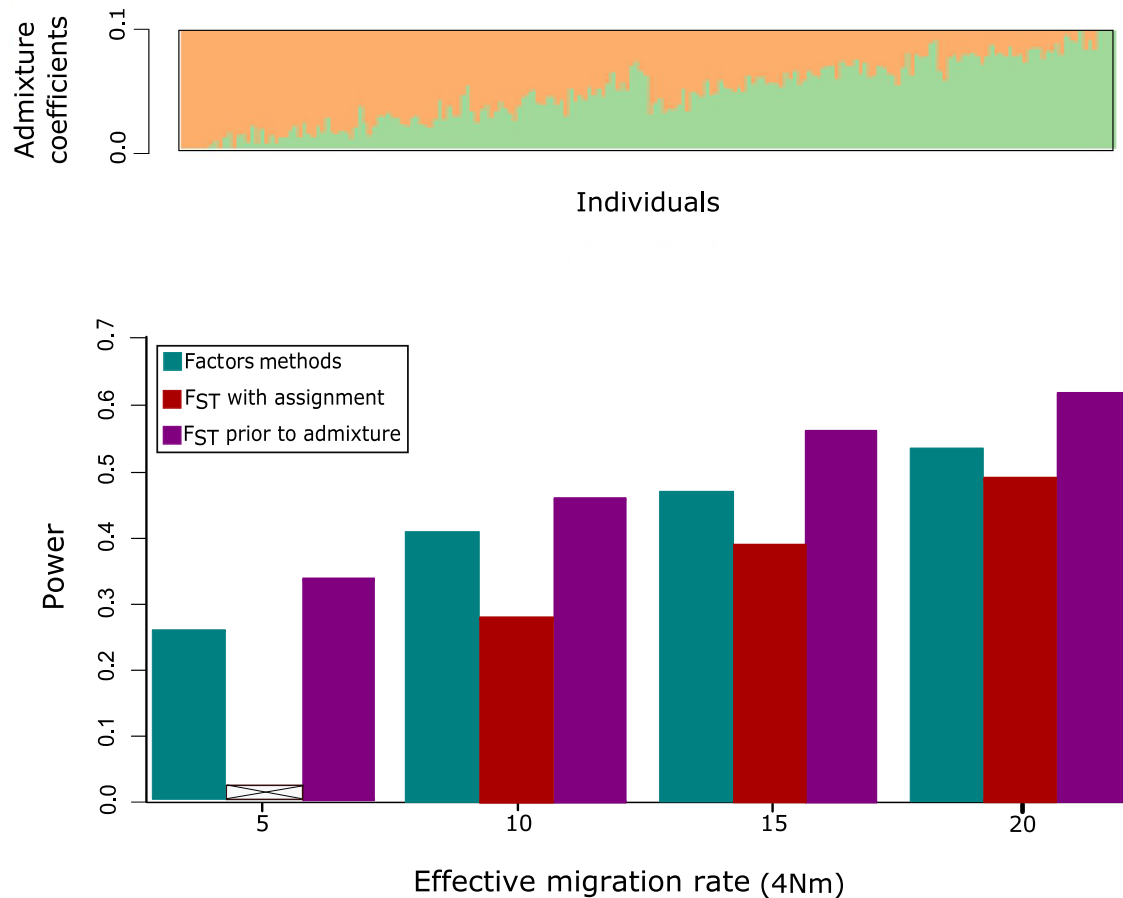 Admixture
coefficients
0.1
0.0
Individuals
Power
0.7
0.6
0.5
0.4
0.3
0.2
0.1
0.0
Factors methods
FST with assignment
FST prior to admixture
5 10 15 20
Effective migration rate (4Nm)